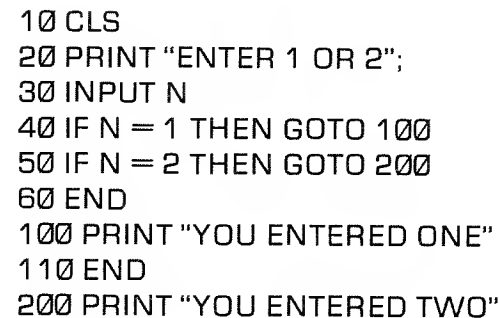 10 CLS
20 PRINT "ENTER 1 OR 2";
30 INPUT N
40 IF N = 1 THEN GOTO 100
50 IF N = 2 THEN GOTO 200
60 END
100 PRINT "YOU ENTERED ONE"
110 END
200 PRINT "YOU ENTERED TWO"